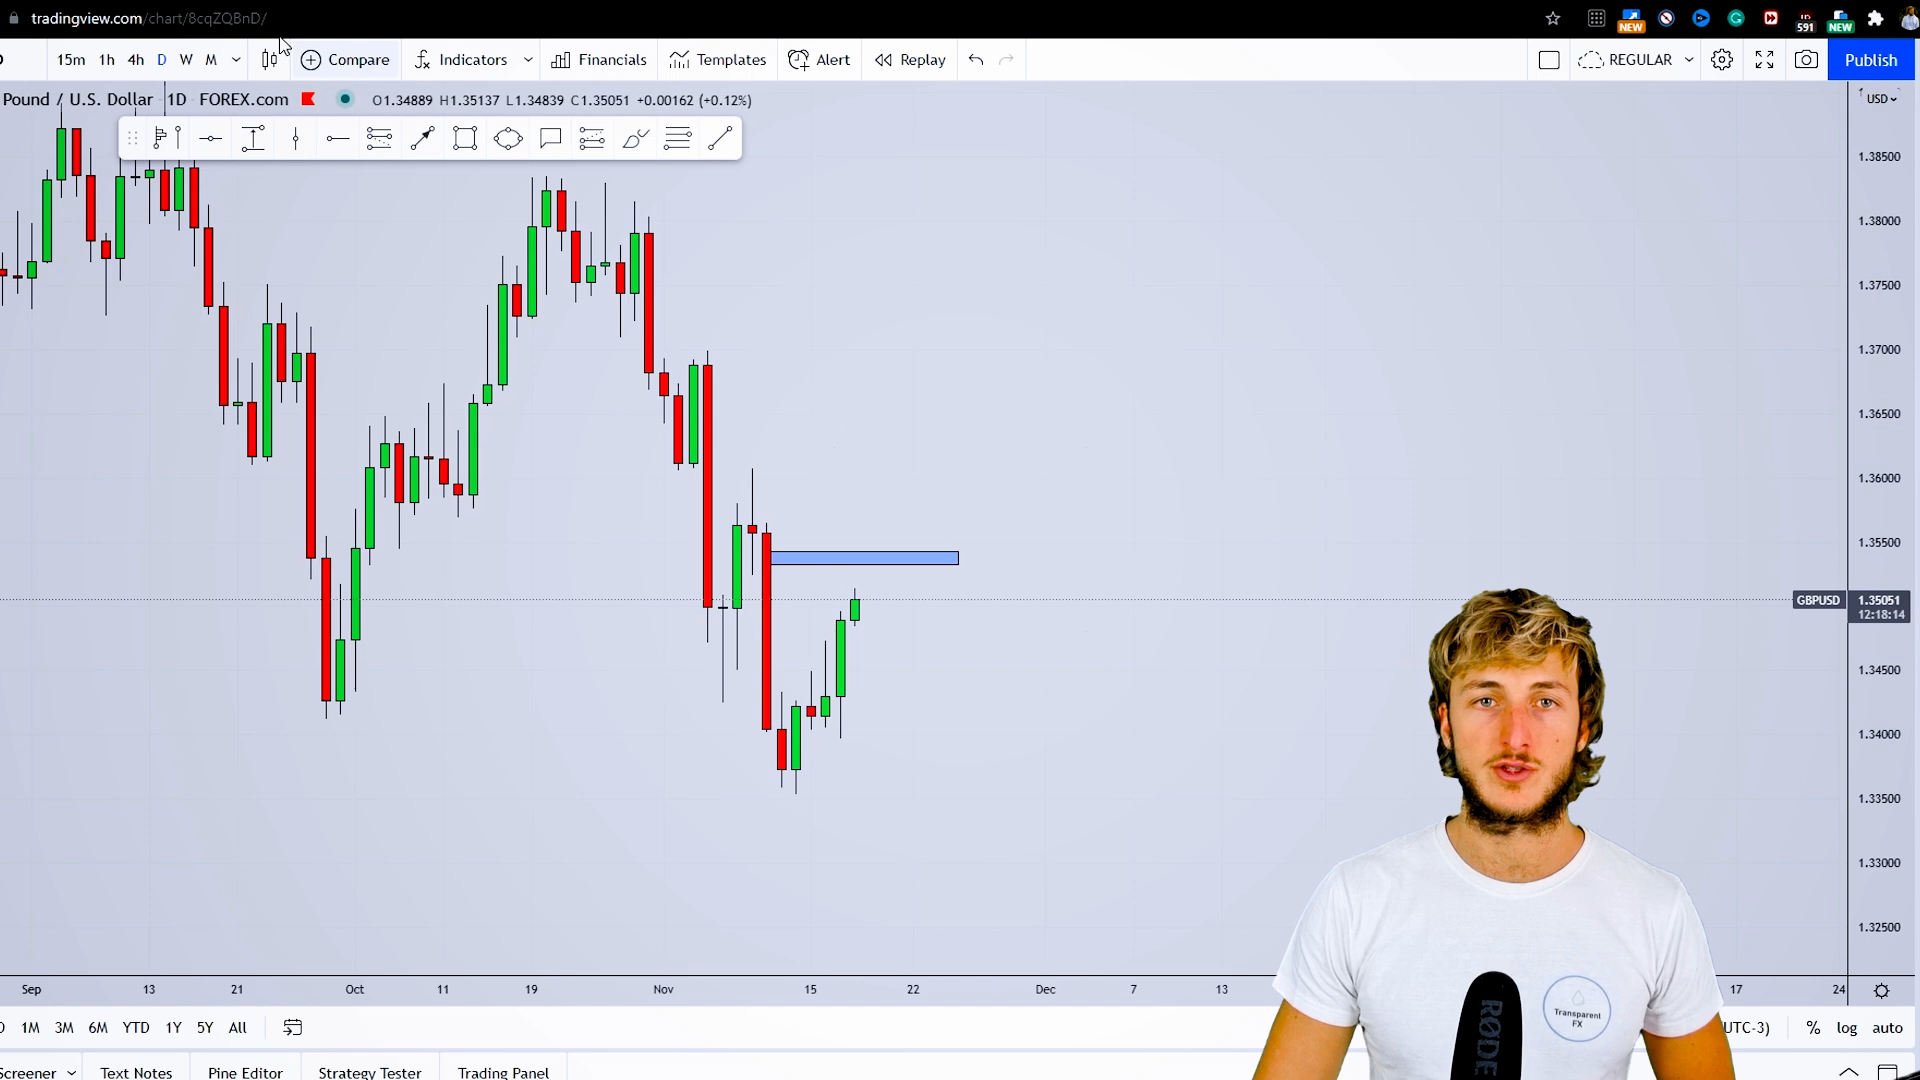 tradingview.com/chart/8cqZQBnD/
NEW
591
NEW
15m 1h 4h D W M
Compare
Indicators
Financials
Templates
Alert
Replay
REGULAR
Publish
Pound / U.S. Dollar 1D FOREX.com O1.34889 H1.35137 L1.34839 C1.35051 +0.00162 (+0.12%)
USD
1.38500
1.38000
1.37500
1.37000
1.36500
1.36000
1.35500
GBPUSD 1.35051
12:18:14
1.34500
1.34000
1.33500
1.33000
1.32500
Sep 13 21 Oct 11 19 Nov 15 22 Dec 7 13 17 24
Transparent
FX
RØDE
1M 3M 6M YTD 1Y 5Y All
UTC-3) % log auto
Screener Text Notes Pine Editor Strategy Tester Trading Panel